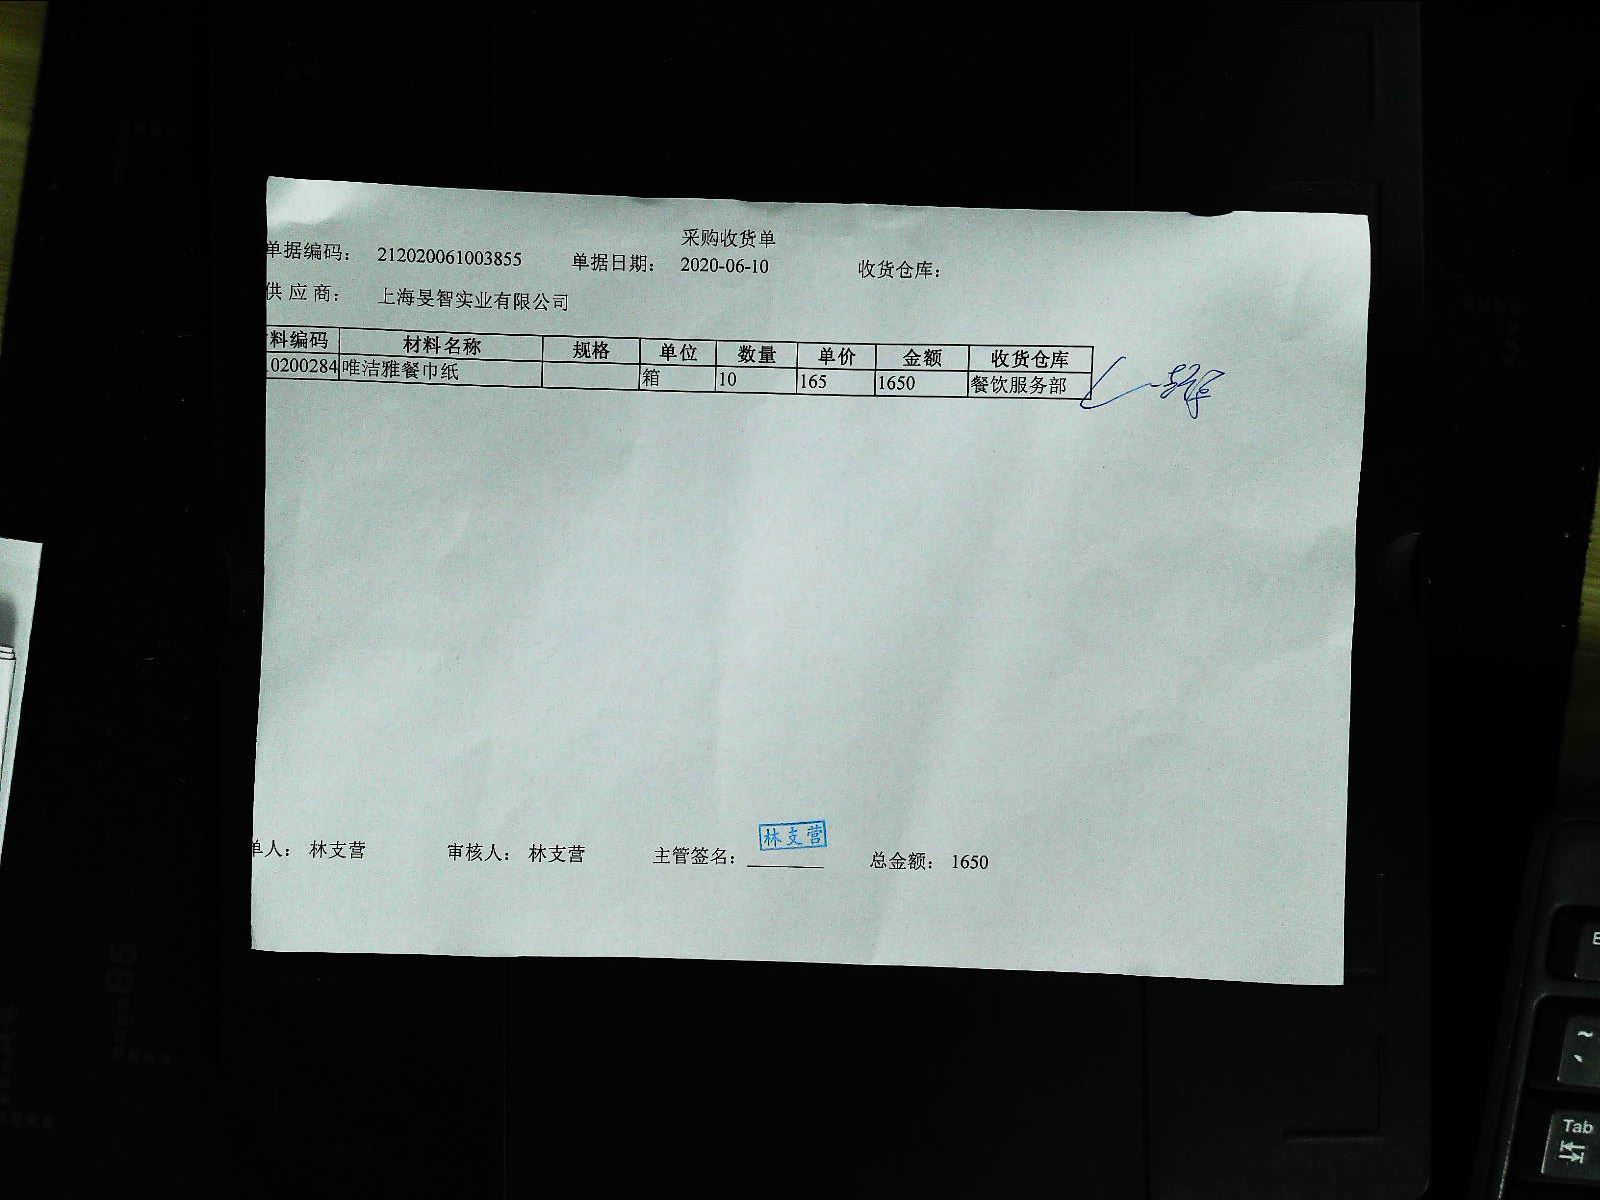 采购收货单
单据编码： 212020061003855 单据日期： 2020-06-10 收货仓库：
供 应 商： 上海旻智实业有限公司
料编码 材料名称 规格 单位 数量 单价 金额 收货仓库
0200284 唯洁雅餐巾纸 箱 10 165 1650 餐饮服务部
林支营
单人： 林支营 审核人： 林支营 主管签名： 总金额： 1650
B5
A4
Tab